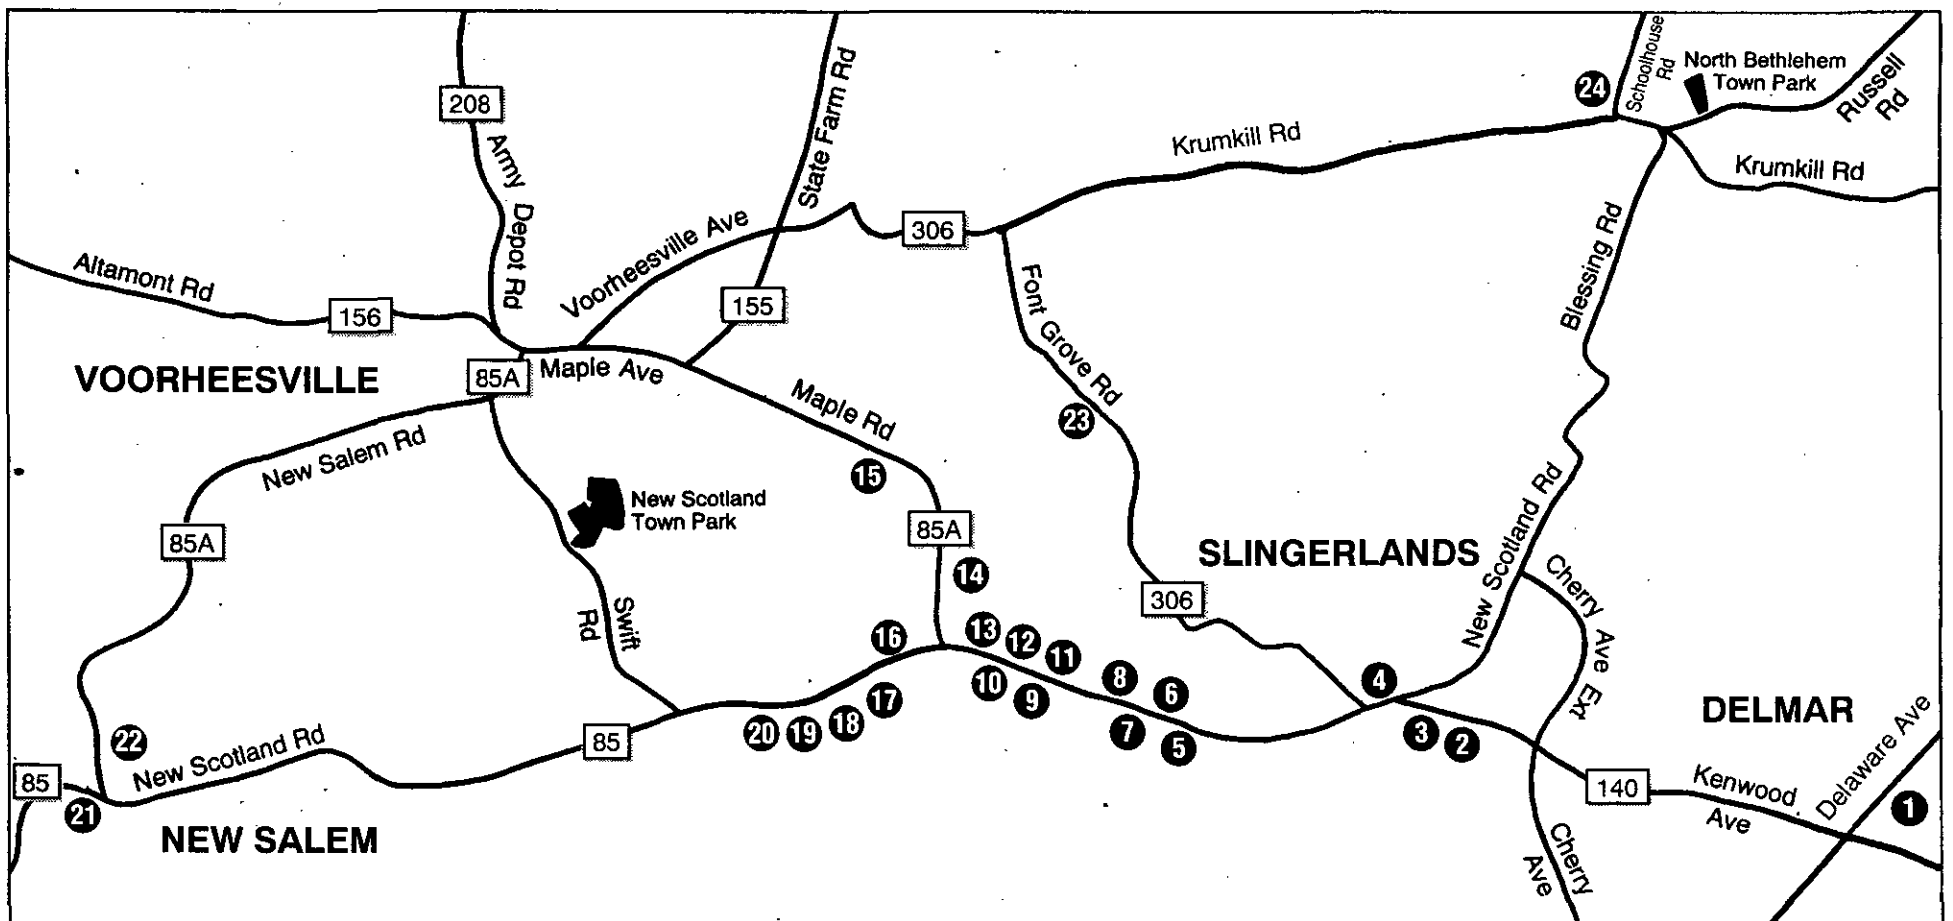 Schoolhouse
Rd
North Bethlehem
Town Park
Russell
Rd
24
208
Army Depot Rd
State Farm Rd
Krumkill Rd
Krumkill Rd
Altamont Rd
156
Voorheesville Ave
306
155
Font Grove Rd
Blessing Rd
VOORHEESVILLE
85A
Maple Ave
Maple Rd
23
New Salem Rd
15
New Scotland
Town Park
85A
85A
SLINGERLANDS
New Scotland Rd
Cherry Ave Ext
14
306
Swift
Rd
16
13
12
11
10
9
8
6
7
5
4
3
2
17
18
19
20
DELMAR
Delaware Ave
22
New Scotland Rd
85
85
21
NEW SALEM
140
Kenwood
Ave
1
Cherry
Ave